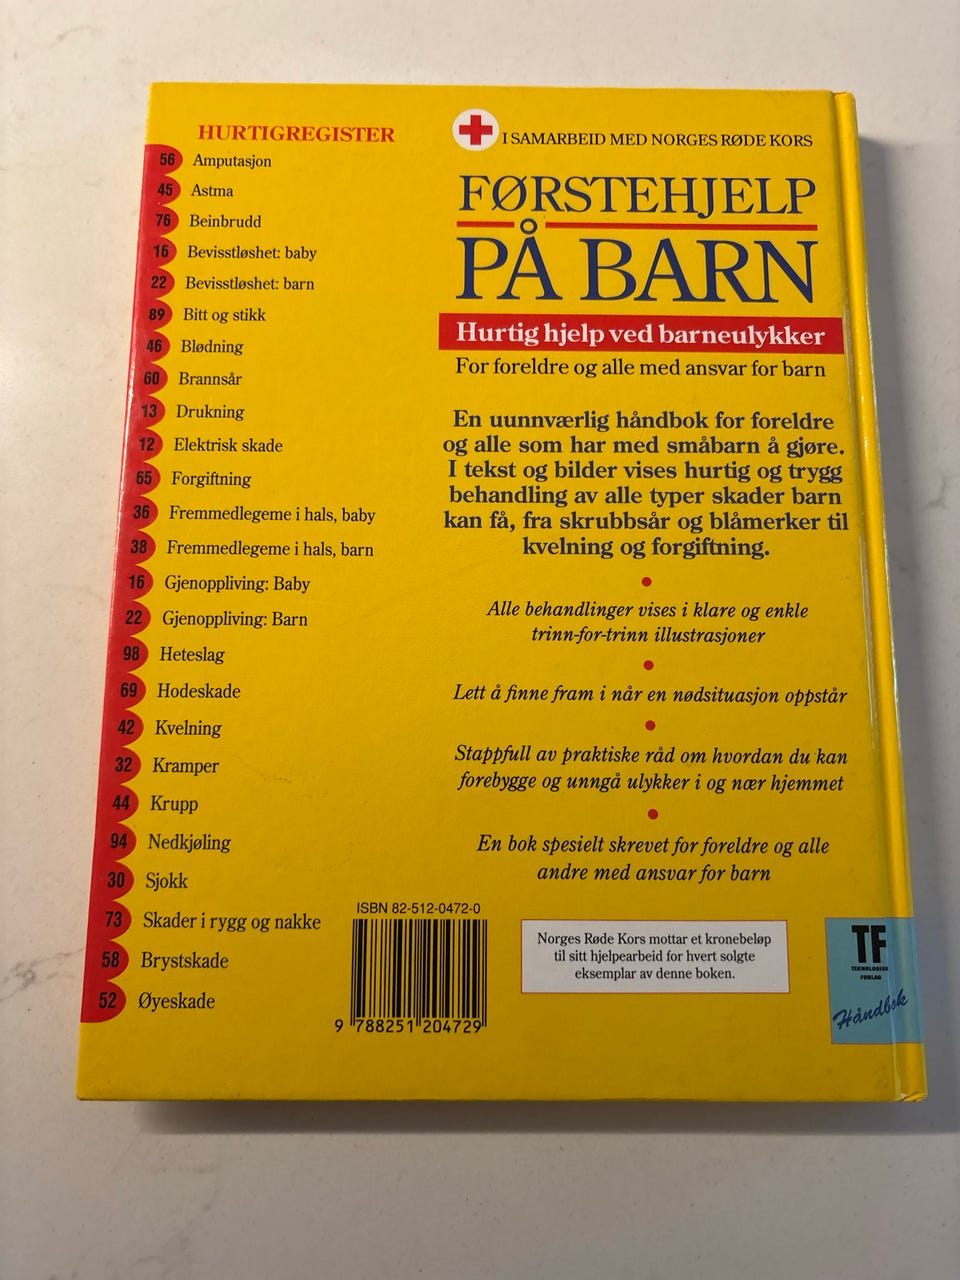 HURTIGREGISTER
56 Amputasjon
45 Astma
76 Beinbrudd
16 Bevisstløshet: baby
22 Bevisstløshet: barn
89 Bitt og stikk
46 Blødning
60 Brannsår
13 Drukning
12 Elektrisk skade
65 Forgiftning
36 Fremmedlegeme i hals, baby
38 Fremmedlegeme i hals, barn
16 Gjenoppliving: Baby
22 Gjenoppliving: Barn
98 Heteslag
69 Hodeskade
42 Kvelning
32 Kramper
44 Krupp
94 Nedkjøling
30 Sjokk
73 Skader i rygg og nakke
58 Brystskade
52 Øyeskade
I SAMARBEID MED NORGES RØDE KORS
FØRSTEHJELP
PÅ BARN
Hurtig hjelp ved barneulykker
For foreldre og alle med ansvar for barn
En uunnværlig håndbok for foreldre
og alle som har med småbarn å gjøre.
I tekst og bilder vises hurtig og trygg
behandling av alle typer skader barn
kan få, fra skrubbsår og blåmerker til
kvelning og forgiftning.
Alle behandlinger vises i klare og enkle
trinn-for-trinn illustrasjoner
Lett å finne fram i når en nødsituasjon oppstår
Stappfull av praktiske råd om hvordan du kan
forebygge og unngå ulykker i og nær hjemmet
En bok spesielt skrevet for foreldre og alle
andre med ansvar for barn
ISBN 82-512-0472-0
9 788251 204729
Norges Røde Kors mottar et kronebeløp
til sitt hjelpearbeid for hvert solgte
eksemplar av denne boken.
TF
TEKNOLOGISK
FORLAG
Håndbok